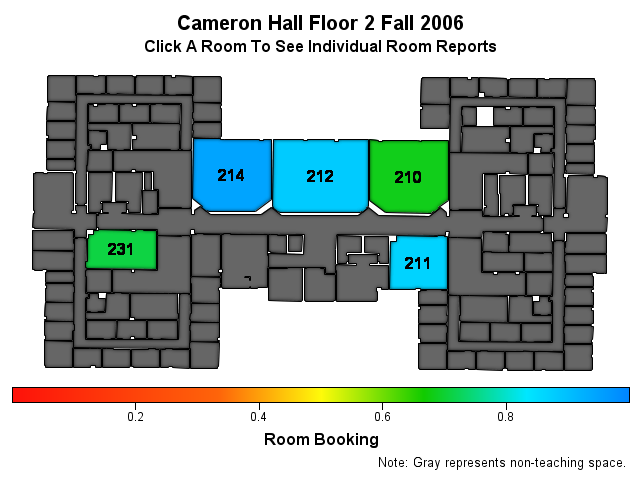 Cameron Hall Floor 2 Fall 2006
Click A Room To See Individual Room Reports
214
212
210
231
211
0.2
0.4
0.6
0.8
Room Booking
Note: Gray represents non-teaching space.